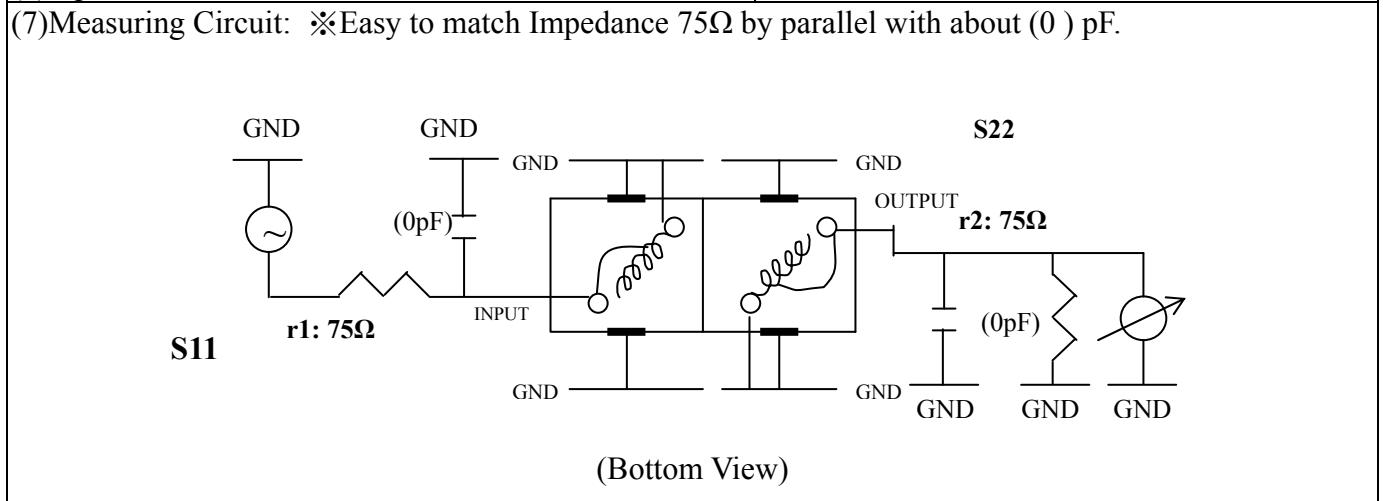 (7)Measuring Circuit: ※Easy to match Impedance 75Ω by parallel with about (0 ) pF.
GND
GND
S22
GND
GND
OUTPUT
(0pF)
r2: 75Ω
INPUT
(0pF)
r1: 75Ω
S11
GND
GND
GND
GND
GND
(Bottom View)